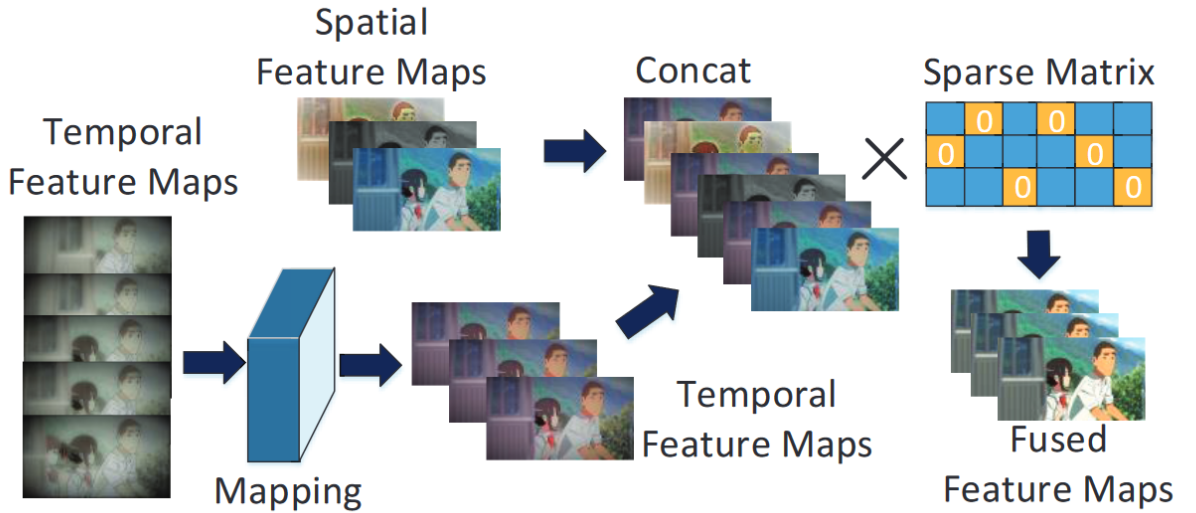 Spatial
Feature Maps
Concat
Sparse Matrix
Temporal
Feature Maps
0 0
0 0
0 0
Mapping
Temporal
Feature Maps
Fused
Feature Maps